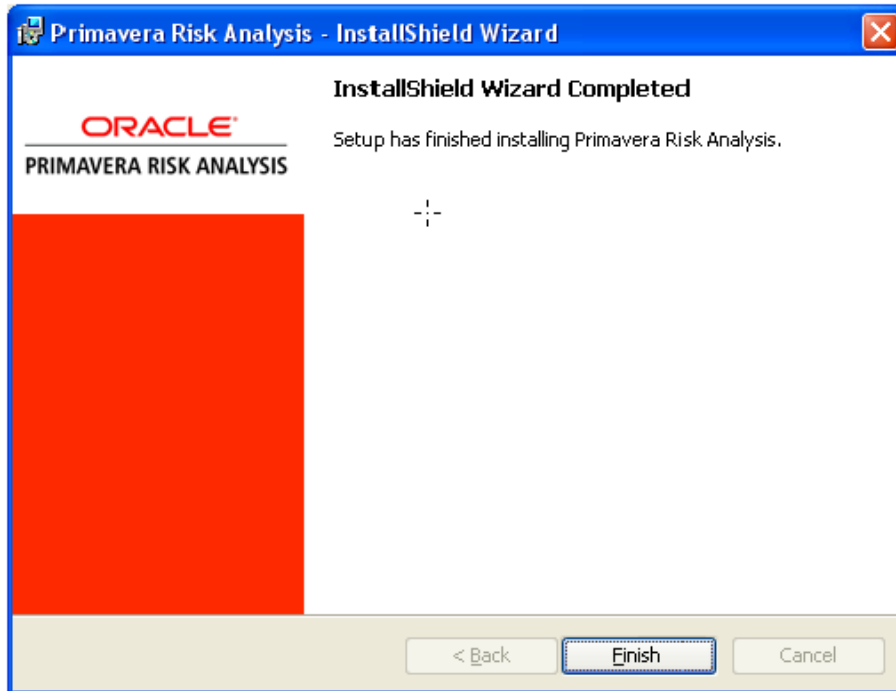 Primavera Risk Analysis - InstallShield Wizard
InstallShield Wizard Completed
ORACLE®
PRIMAVERA RISK ANALYSIS
Setup has finished installing Primavera Risk Analysis.
< Back
Finish
Cancel